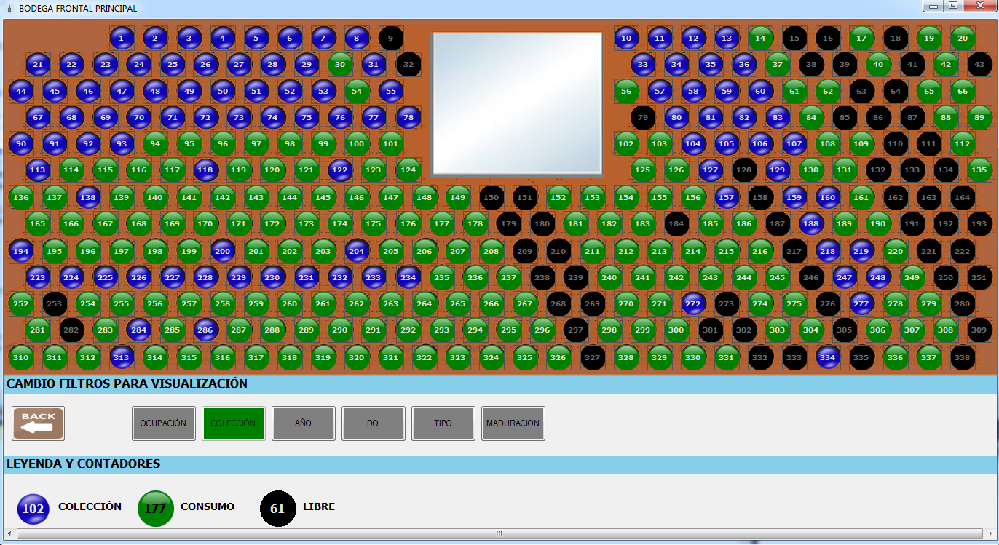 BODEGA FRONTAL PRINCIPAL
1 2 3 4 5 6 7 8 9 10 11 12 13 14 15 16 17 18 19 20
21 22 23 24 25 26 27 28 29 30 31 32 33 34 35 36 37 38 39 40 41 42 43
44 45 46 47 48 49 50 51 52 53 54 55 56 57 58 59 60 61 62 63 64 65 66
67 68 69 70 71 72 73 74 75 76 77 78 79 80 81 82 83 84 85 86 87 88 89
90 91 92 93 94 95 96 97 98 99 100 101 102 103 104 105 106 107 108 109 110 111 112
113 114 115 116 117 118 119 120 121 122 123 124 125 126 127 128 129 130 131 132 133 134 135
136 137 138 139 140 141 142 143 144 145 146 147 148 149 150 151 152 153 154 155 156 157 158 159 160 161 162 163 164
165 166 167 168 169 170 171 172 173 174 175 176 177 178 179 180 181 182 183 184 185 186 187 188 189 190 191 192 193
194 195 196 197 198 199 200 201 202 203 204 205 206 207 208 209 210 211 212 213 214 215 216 217 218 219 220 221 222
223 224 225 226 227 228 229 230 231 232 233 234 235 236 237 238 239 240 241 242 243 244 245 246 247 248 249 250 251
252 253 254 255 256 257 258 259 260 261 262 263 264 265 266 267 268 269 270 271 272 273 274 275 276 277 278 279 280
281 282 283 284 285 286 287 288 289 290 291 292 293 294 295 296 297 298 299 300 301 302 303 304 305 306 307 308 309
310 311 312 313 314 315 316 317 318 319 320 321 322 323 324 325 326 327 328 329 330 331 332 333 334 335 336 337 338
CAMBIO FILTROS PARA VISUALIZACIÓN
BACK OCUPACIÓN COLECCIÓN AÑO DO TIPO MADURACION
LEYENDA Y CONTADORES
102 COLECCIÓN 177 CONSUMO 61 LIBRE